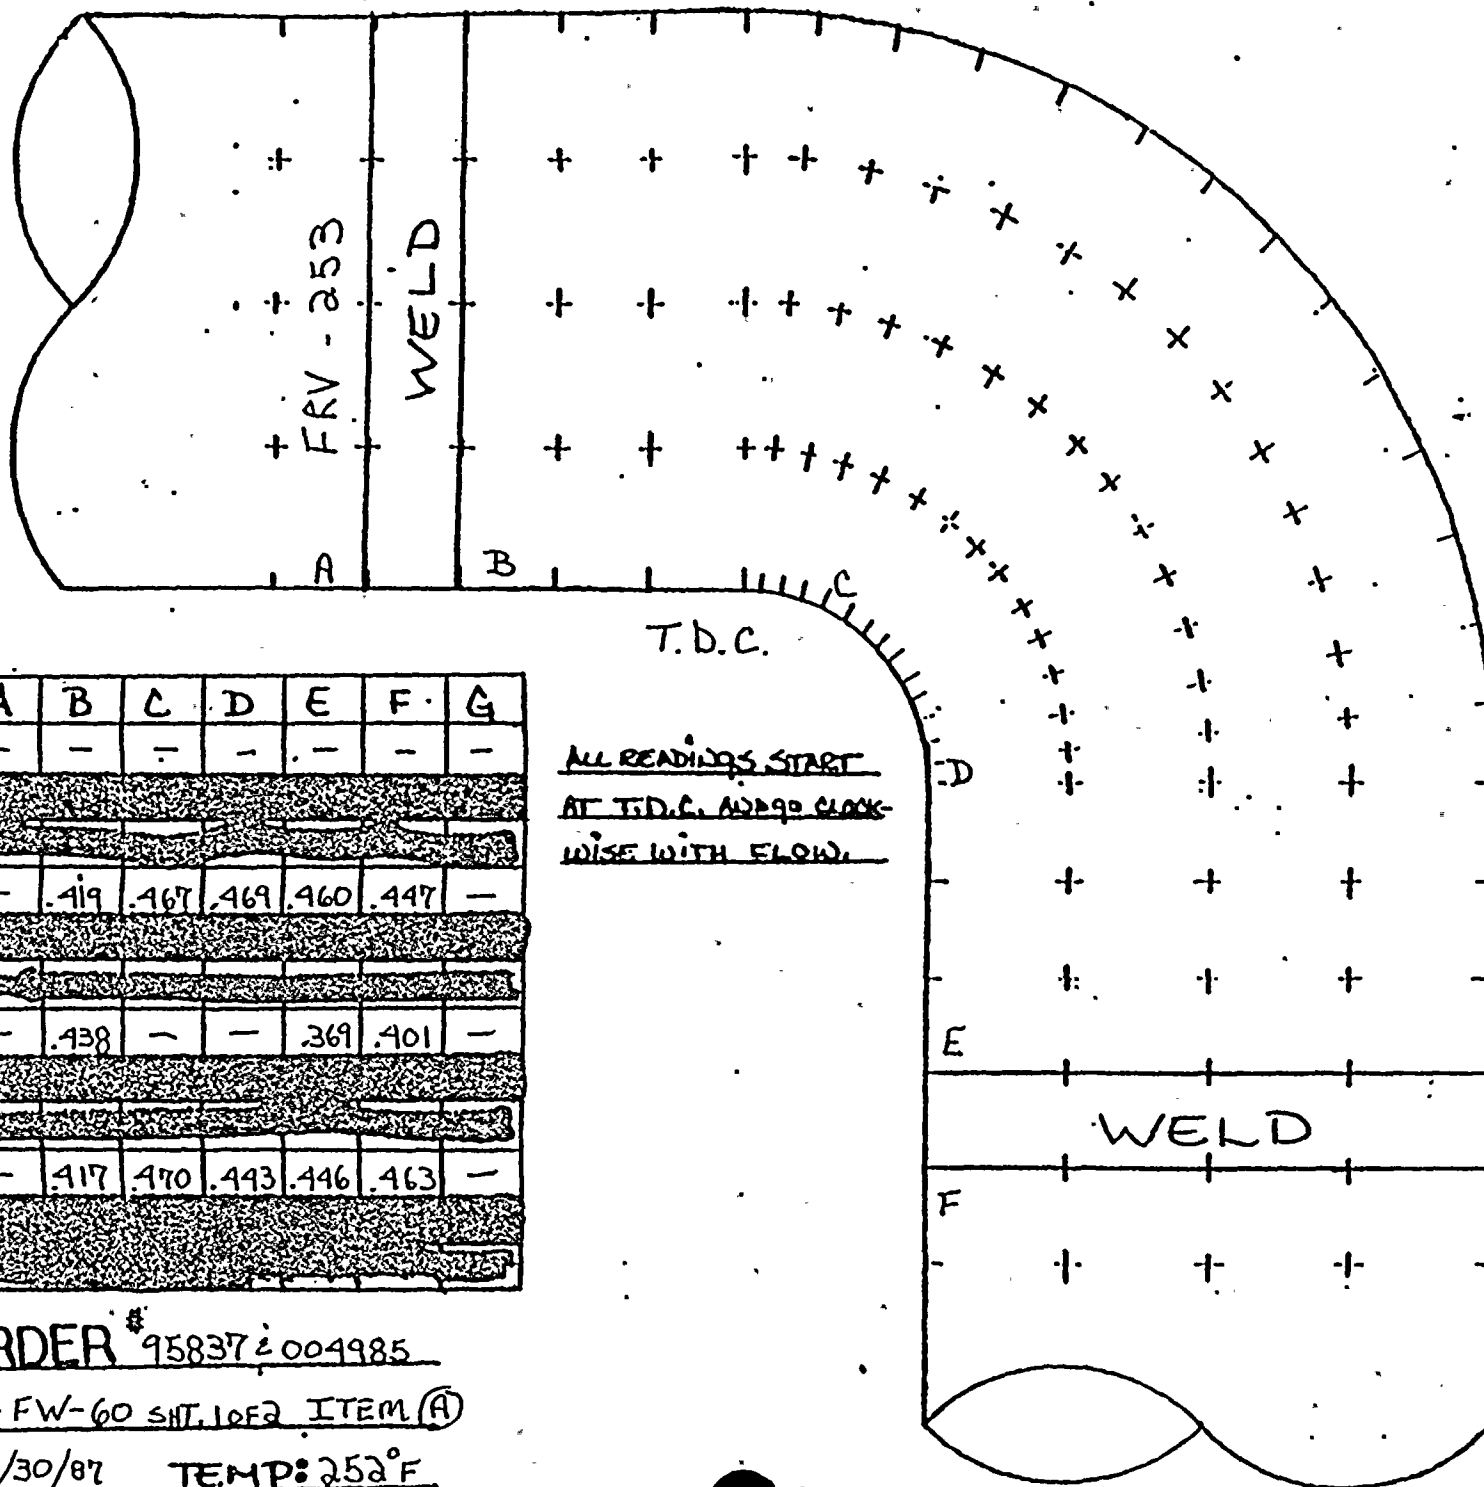 FRV-253
WELD
A
B
C
T.D.C.
A B C D E F G
— — — — — — —
— .419 .467 .469 .460 .447 —
— .438 — — .369 .401 —
— .417 .470 .443 .446 .463 —
ALL READINGS START
AT T.D.C. AND go CLOCK-
WISE WITH FLOW.
D
E
WELD
F
RDER #95837 & 004985
FW-60 SHT. 1 OF 2 ITEM (A)
/30/87 TEMP: 252°F